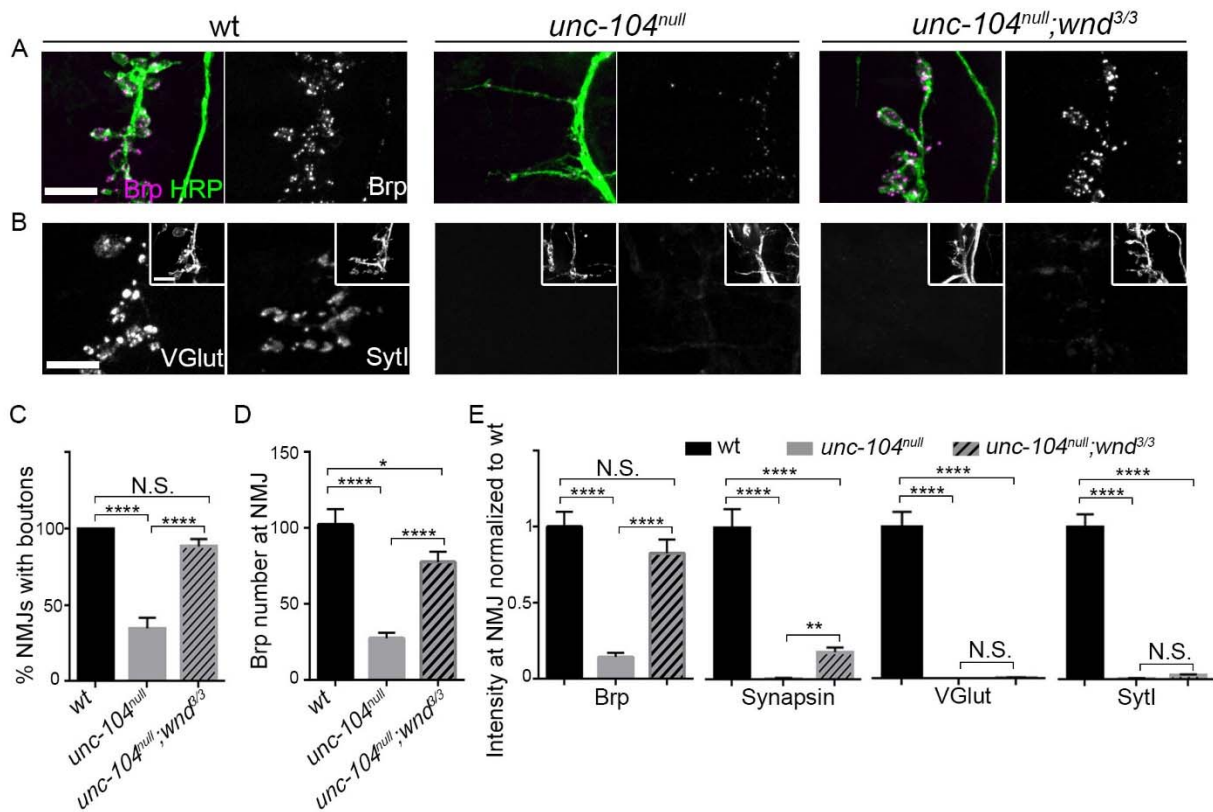 wt unc-104null unc-104null;wnd3/3
A
Brp HRP Brp
B
VGlut SytI
C
% NMJs with boutons
100
50
0
N.S.
**** ****
wt
unc-104null
unc-104null;wnd3/3
D
Brp number at NMJ
150
100
50
0
*
****
****
wt
unc-104null
unc-104null;wnd3/3
E
Intensity at NMJ normalized to wt
wt unc-104null unc-104null;wnd3/3
1
0.5
0
N.S. **** **** ****
**** **** **** ****
**** ** N.S. N.S.
Brp Synapsin VGlut SytI